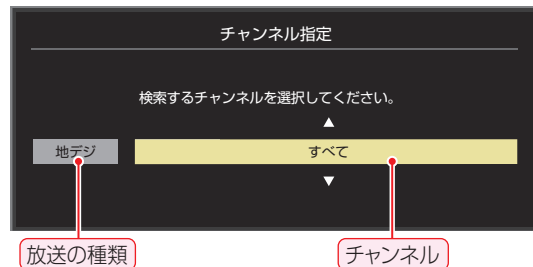 チャンネル指定
検索するチャンネルを選択してください。
▲
地デジ すべて
▼
放送の種類 チャンネル